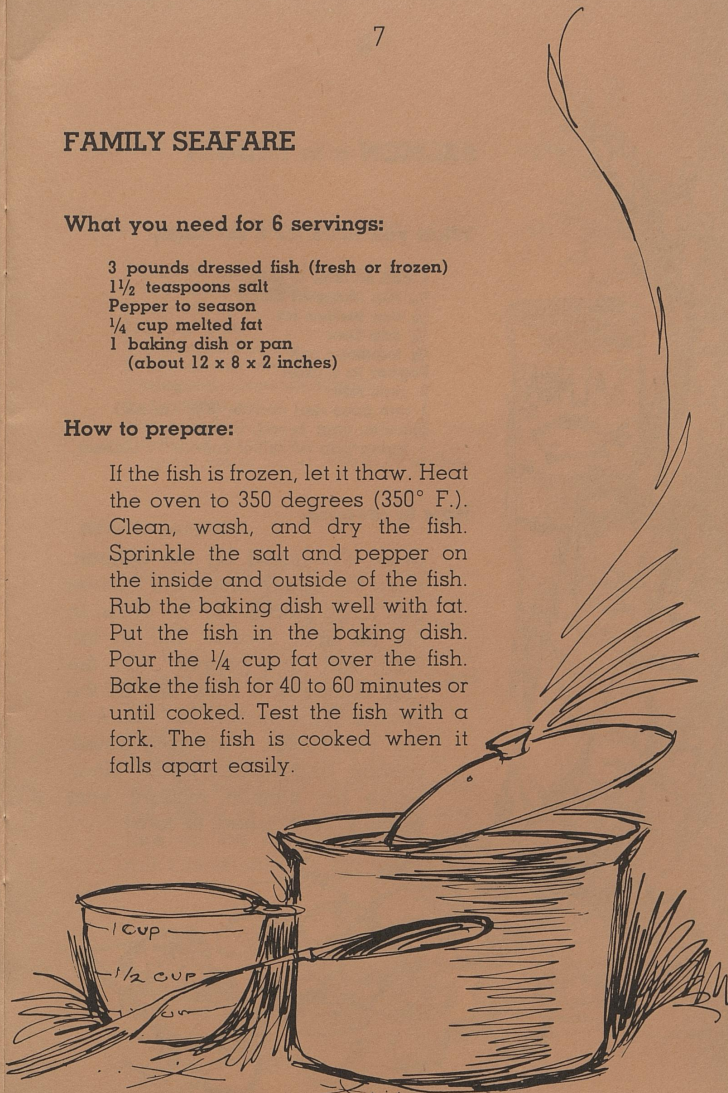 7
FAMILY SEAFARE
What you need for 6 servings:
3 pounds dressed fish (fresh or frozen)
1½ teaspoons salt
Pepper to season
¼ cup melted fat
1 baking dish or pan
(about 12 x 8 x 2 inches)
How to prepare:
If the fish is frozen, let it thaw. Heat
the oven to 350 degrees (350° F.).
Clean, wash, and dry the fish.
Sprinkle the salt and pepper on
the inside and outside of the fish.
Rub the baking dish well with fat.
Put the fish in the baking dish.
Pour the ¼ cup fat over the fish.
Bake the fish for 40 to 60 minutes or
until cooked. Test the fish with a
fork. The fish is cooked when it
falls apart easily.
1 CUP
1/2 CUP